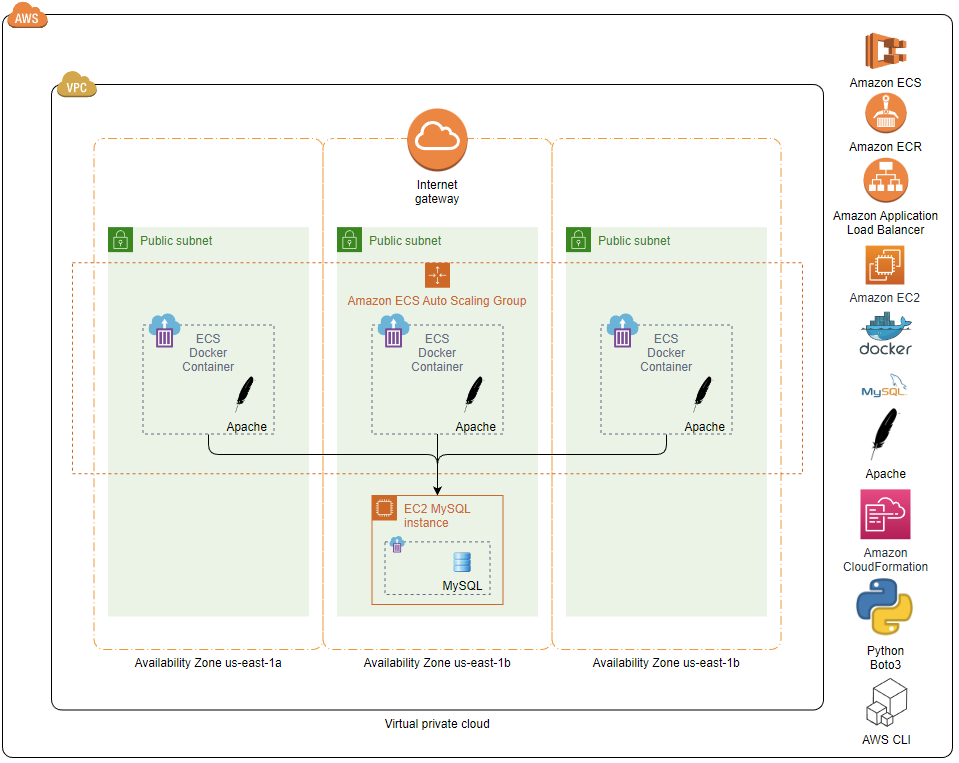 AWS
VPC
Internet
gateway
Public subnet
Public subnet
Public subnet
Amazon ECS Auto Scaling Group
ECS
Docker
Container
Apache
ECS
Docker
Container
Apache
ECS
Docker
Container
Apache
EC2 MySQL
instance
MySQL
Availability Zone us-east-1a
Availability Zone us-east-1b
Availability Zone us-east-1b
Virtual private cloud
Amazon ECS
Amazon ECR
Amazon Application
Load Balancer
Amazon EC2
docker
MySQL
Apache
Amazon
CloudFormation
Python
Boto3
AWS CLI